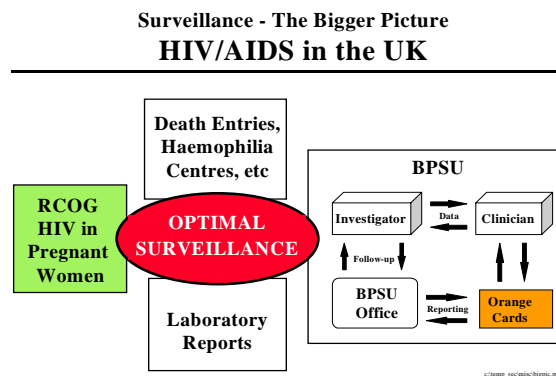 Surveillance - The Bigger Picture
HIV/AIDS in the UK
Death Entries,
Haemophilia
Centres, etc
RCOG
HIV in
Pregnant
Women
OPTIMAL
SURVEILLANCE
Laboratory
Reports
BPSU
Investigator
Data
Clinician
Follow-up
BPSU
Office
Reporting
Orange
Cards